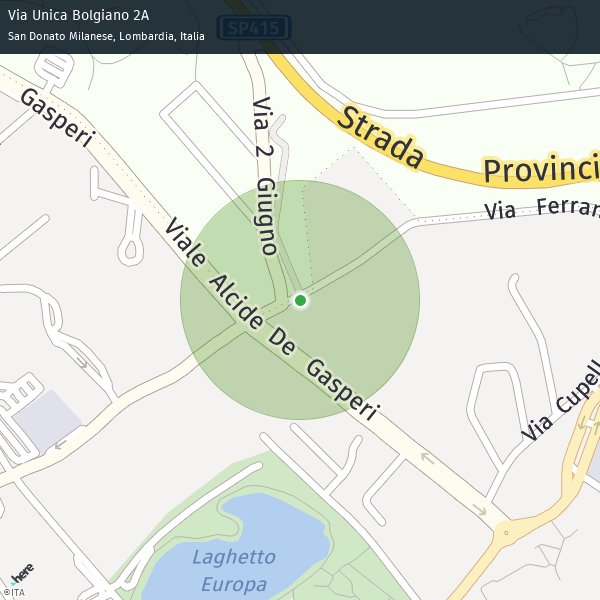 Via Unica Bolgiano 2A
San Donato Milanese, Lombardia, Italia
SP415
Gasperi
Via 2 Giugno
Strada Provinci
Via Ferran
Viale Alcide De Gasperi
Via Cupell
Laghetto
Europa
here
©ITA